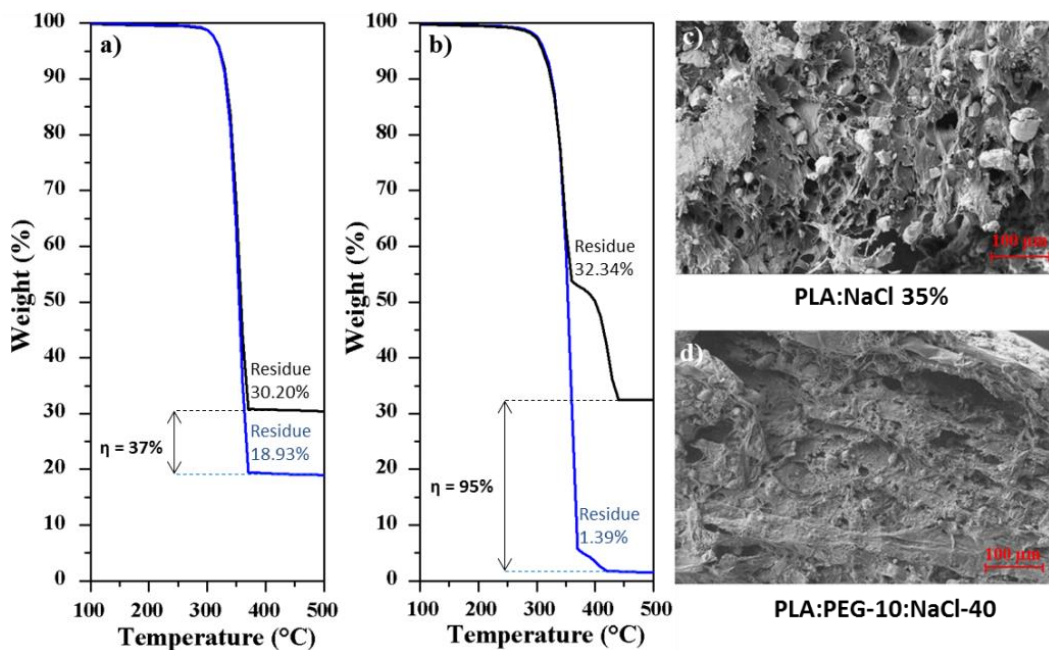 a)
100
90
80
70
60
50
40
30
20
10
0
Weight (%)
Residue
30.20%
η = 37%
Residue
18.93%
100
200
300
400
500
Temperature (°C)
b)
100
90
80
70
60
50
40
30
20
10
0
Weight (%)
Residue
32.34%
η = 95%
Residue
1.39%
100
200
300
400
500
Temperature (°C)
c)
100 μm
PLA:NaCl 35%
d)
100 μm
PLA:PEG-10:NaCl-40